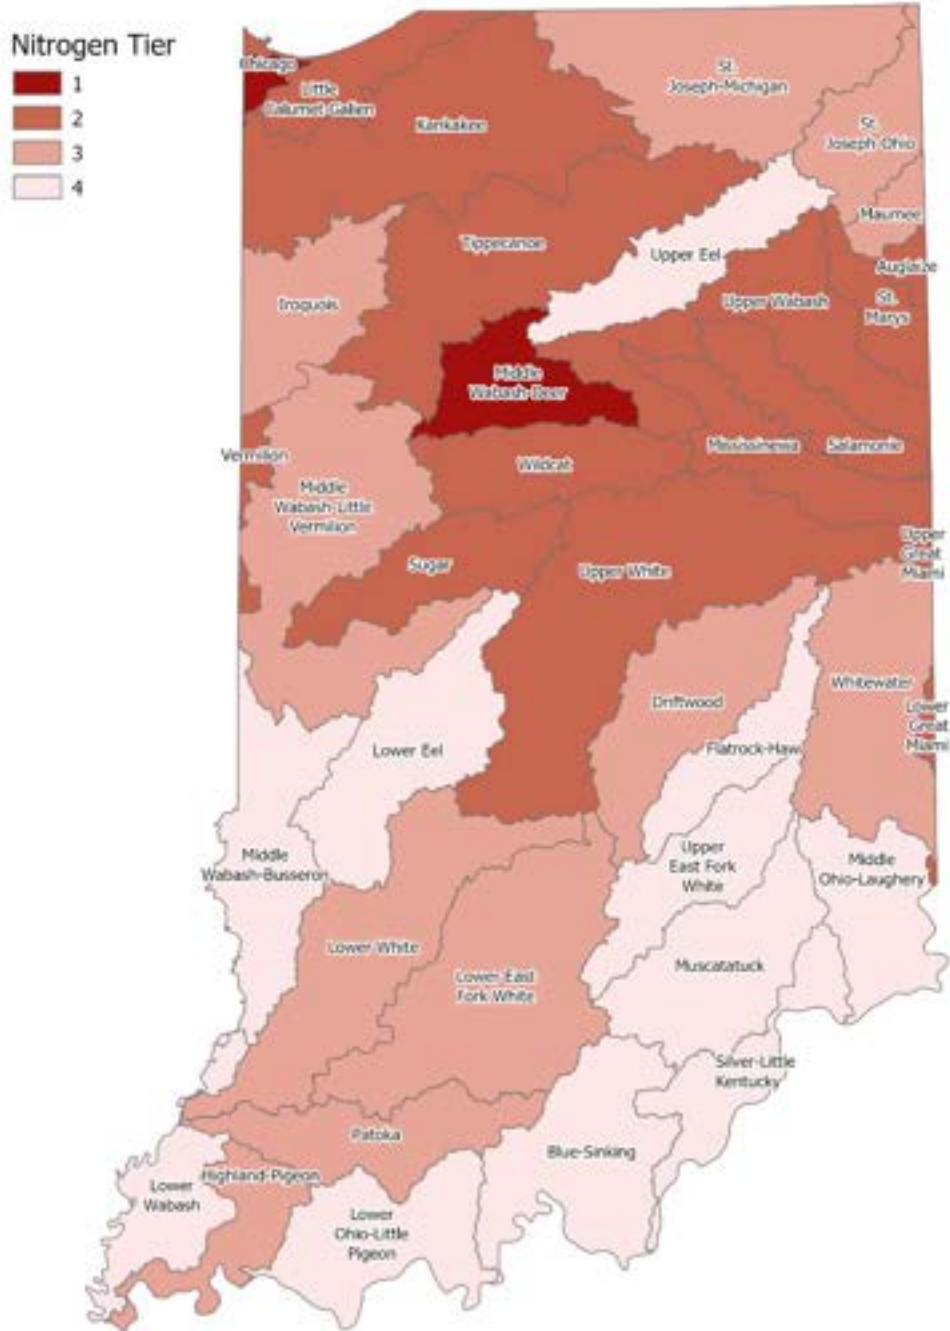 Nitrogen Tier
1
2
3
4
Chicago
Little
Calumet-Galien
Kankakee
St.
Joseph-Michigan
St.
Joseph-Ohio
Maumee
Tippecanoe
Upper Eel
Auglaize
Iroquois
Upper Wabash
St.
Marys
Middle
Wabash-Deer
Vermilion
Wildcat
Mississinewa
Salamonie
Middle
Wabash-Little
Vermilion
Sugar
Upper White
Upper
Great
Miami
Whitewater
Driftwood
Lower
Great
Miami
Lower Eel
Flatrock-Haw
Middle
Wabash-Busseron
Upper
East Fork
White
Middle
Ohio-Laughery
Lower White
Lower East
Fork White
Muscatatuck
Silver-Little
Kentucky
Patoka
Blue-Sinking
Highland-Pigeon
Lower
Wabash
Lower
Ohio-Little
Pigeon